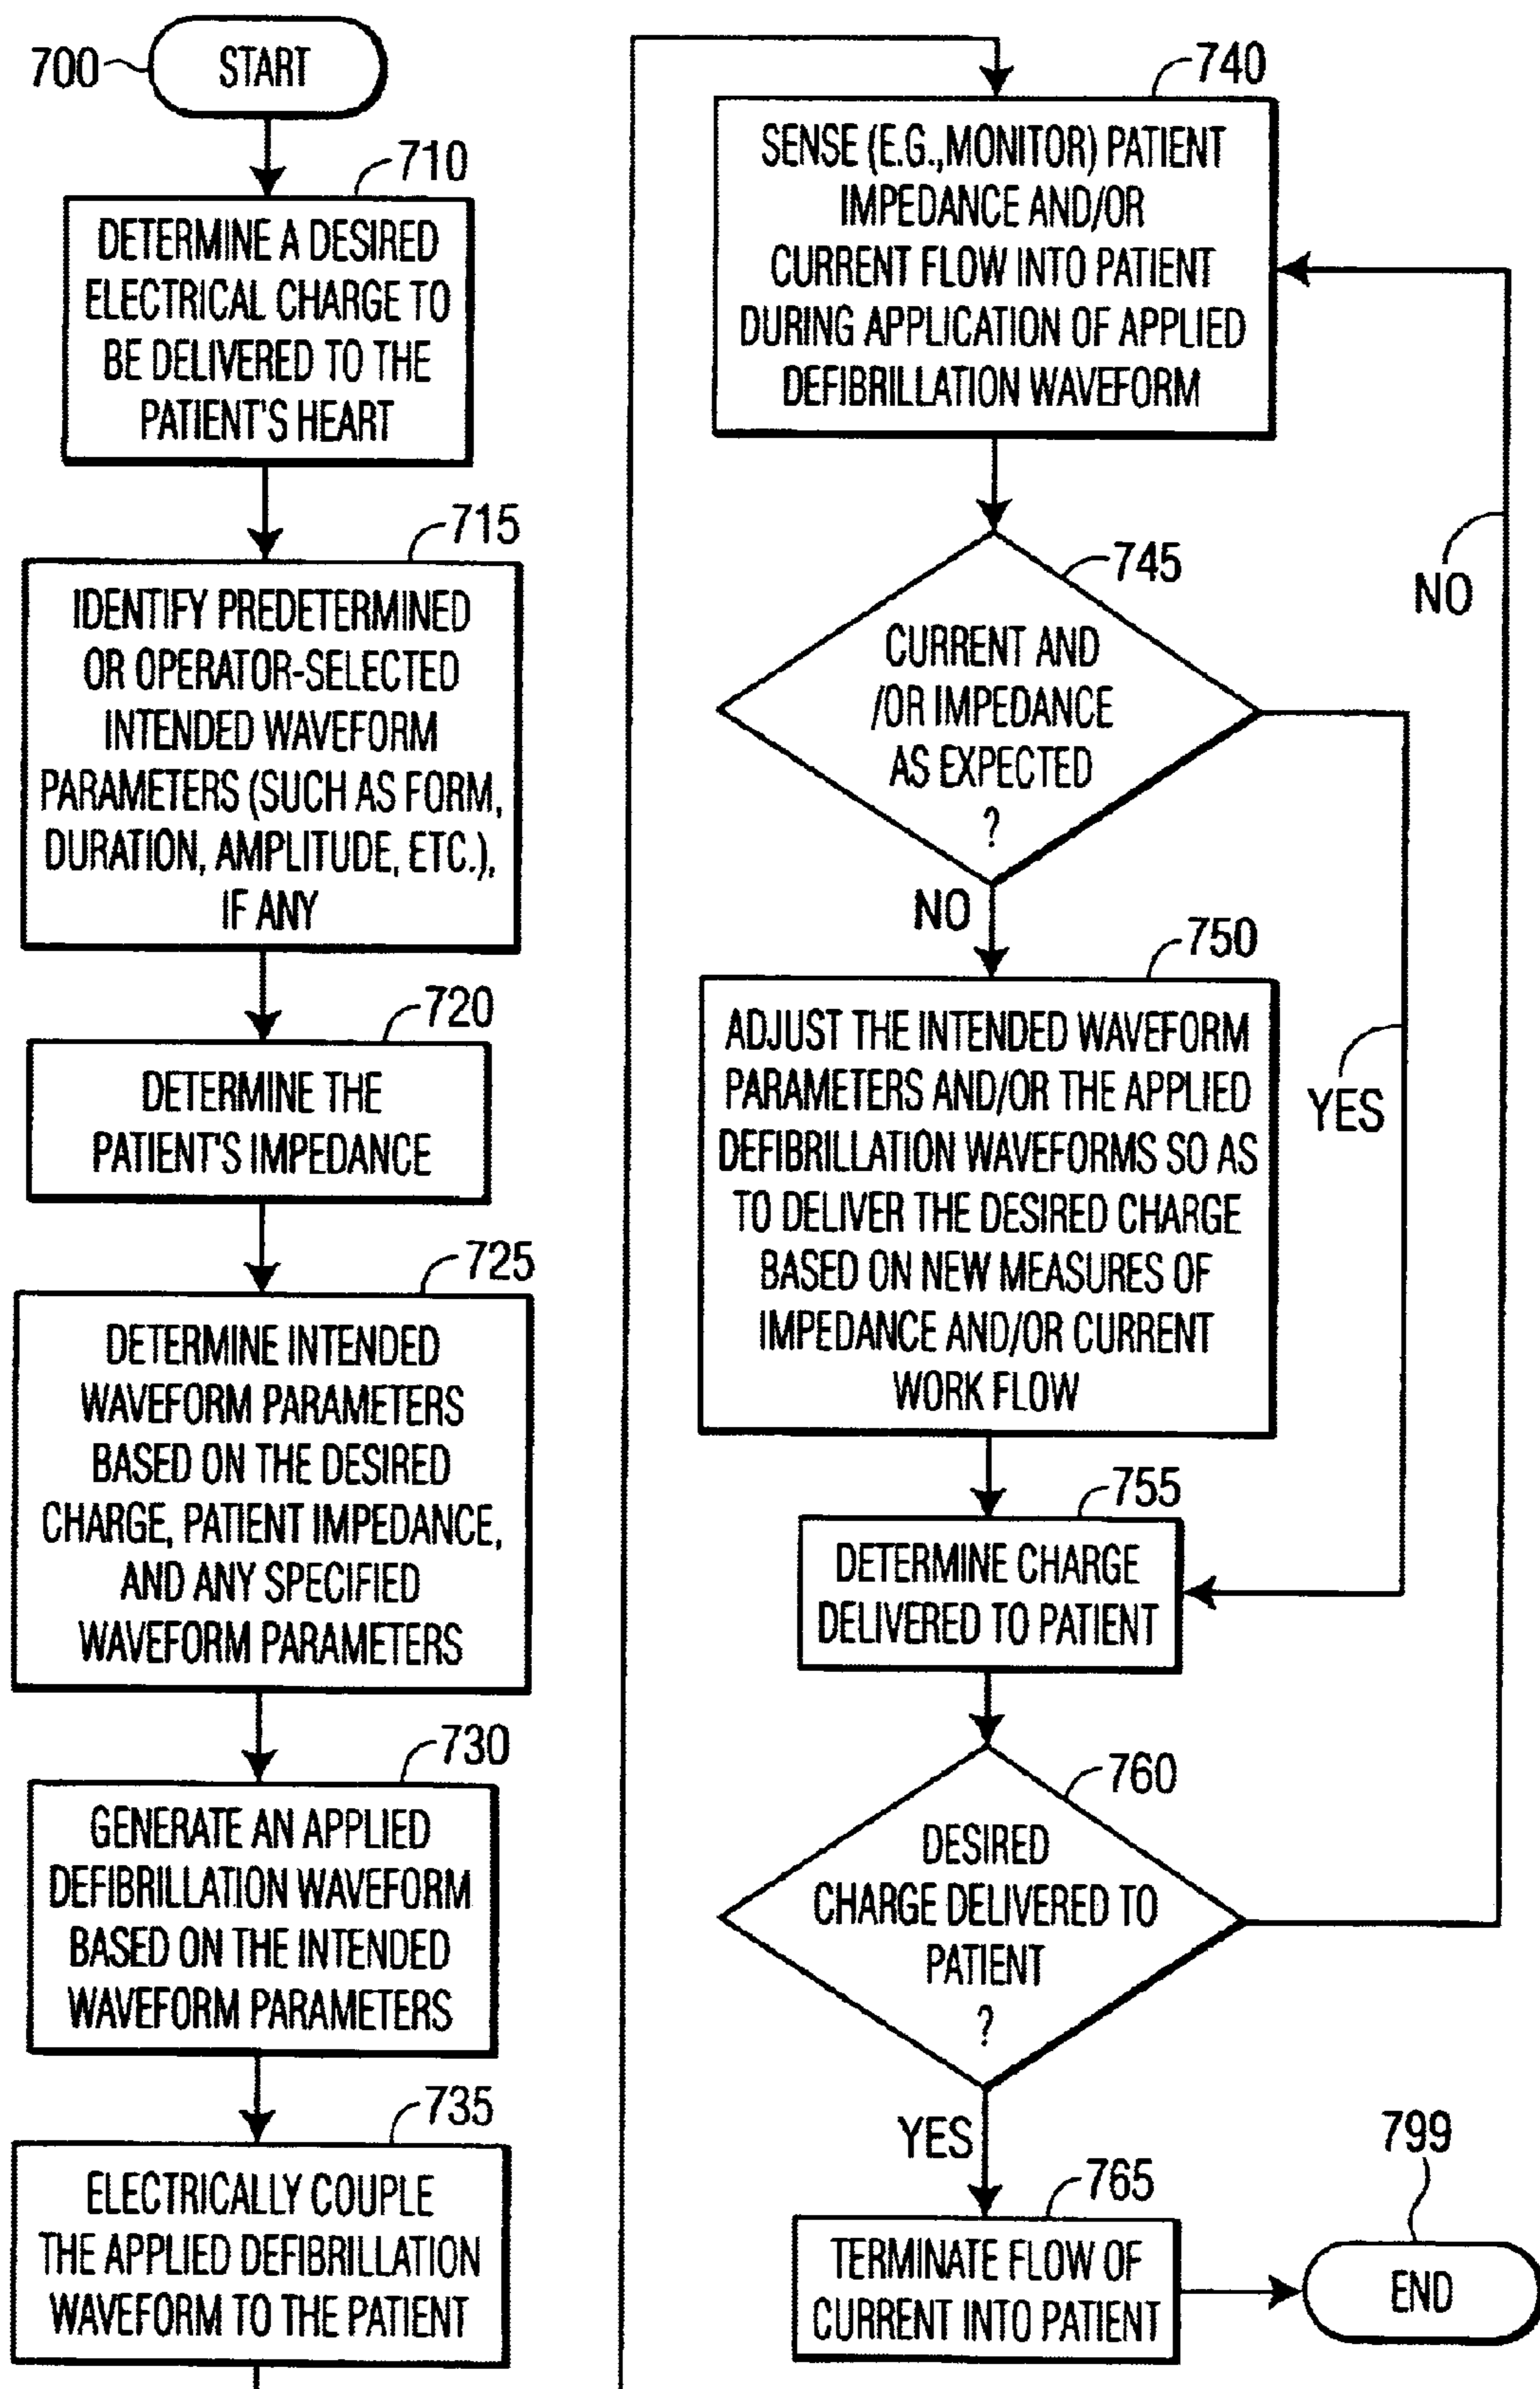 700
START
710
DETERMINE A DESIRED
ELECTRICAL CHARGE TO
BE DELIVERED TO THE
PATIENT'S HEART
715
IDENTIFY PREDETERMINED
OR OPERATOR-SELECTED
INTENDED WAVEFORM
PARAMETERS (SUCH AS FORM,
DURATION, AMPLITUDE, ETC.),
IF ANY
720
DETERMINE THE
PATIENT'S IMPEDANCE
725
DETERMINE INTENDED
WAVEFORM PARAMETERS
BASED ON THE DESIRED
CHARGE, PATIENT IMPEDANCE,
AND ANY SPECIFIED
WAVEFORM PARAMETERS
730
GENERATE AN APPLIED
DEFIBRILLATION WAVEFORM
BASED ON THE INTENDED
WAVEFORM PARAMETERS
735
ELECTRICALLY COUPLE
THE APPLIED DEFIBRILLATION
WAVEFORM TO THE PATIENT
740
SENSE (E.G.,MONITOR) PATIENT
IMPEDANCE AND/OR
CURRENT FLOW INTO PATIENT
DURING APPLICATION OF APPLIED
DEFIBRILLATION WAVEFORM
745
CURRENT AND
/OR IMPEDANCE
AS EXPECTED
?
NO
YES
NO
750
ADJUST THE INTENDED WAVEFORM
PARAMETERS AND/OR THE APPLIED
DEFIBRILLATION WAVEFORMS SO AS
TO DELIVER THE DESIRED CHARGE
BASED ON NEW MEASURES OF
IMPEDANCE AND/OR CURRENT
WORK FLOW
755
DETERMINE CHARGE
DELIVERED TO PATIENT
760
DESIRED
CHARGE DELIVERED TO
PATIENT
?
YES
765
TERMINATE FLOW OF
CURRENT INTO PATIENT
799
END